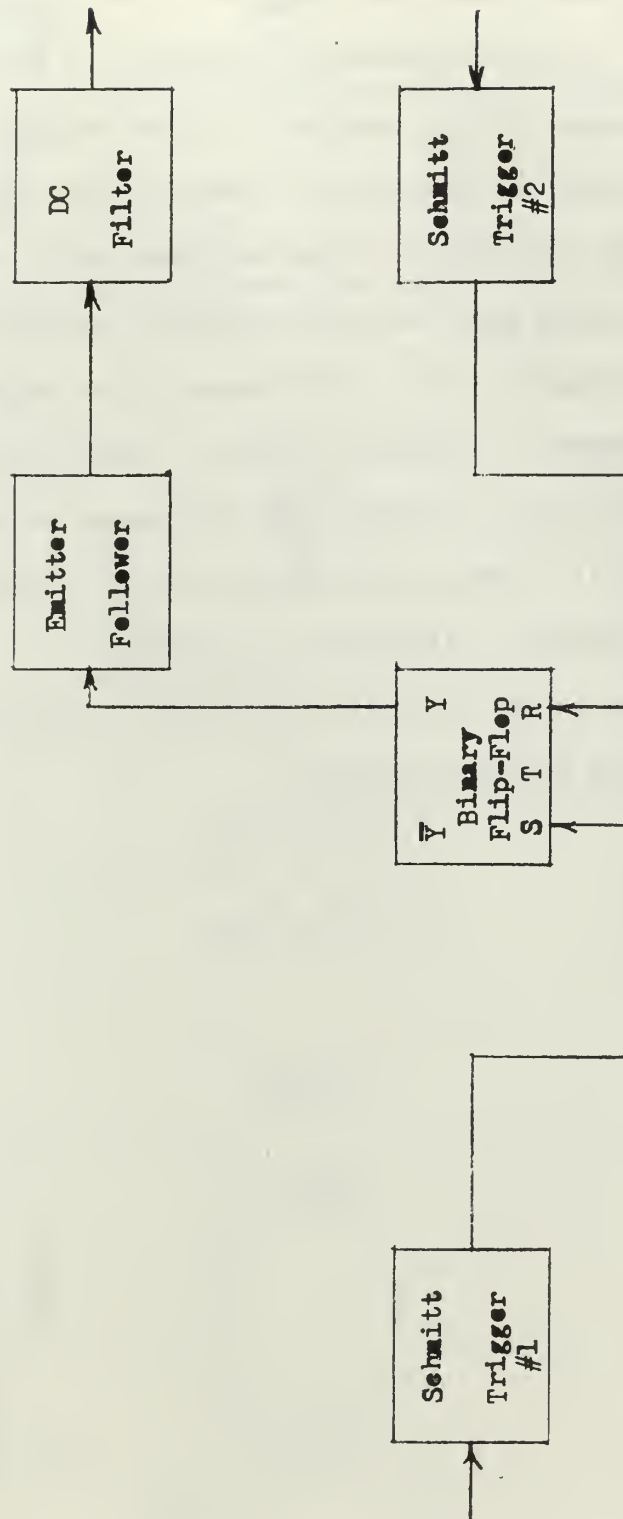 Emitter
Follower
DC
Filter
Schmitt
Trigger
#1
Y̅ Y
Binary
Flip-Flop
S T R
Schmitt
Trigger
#2